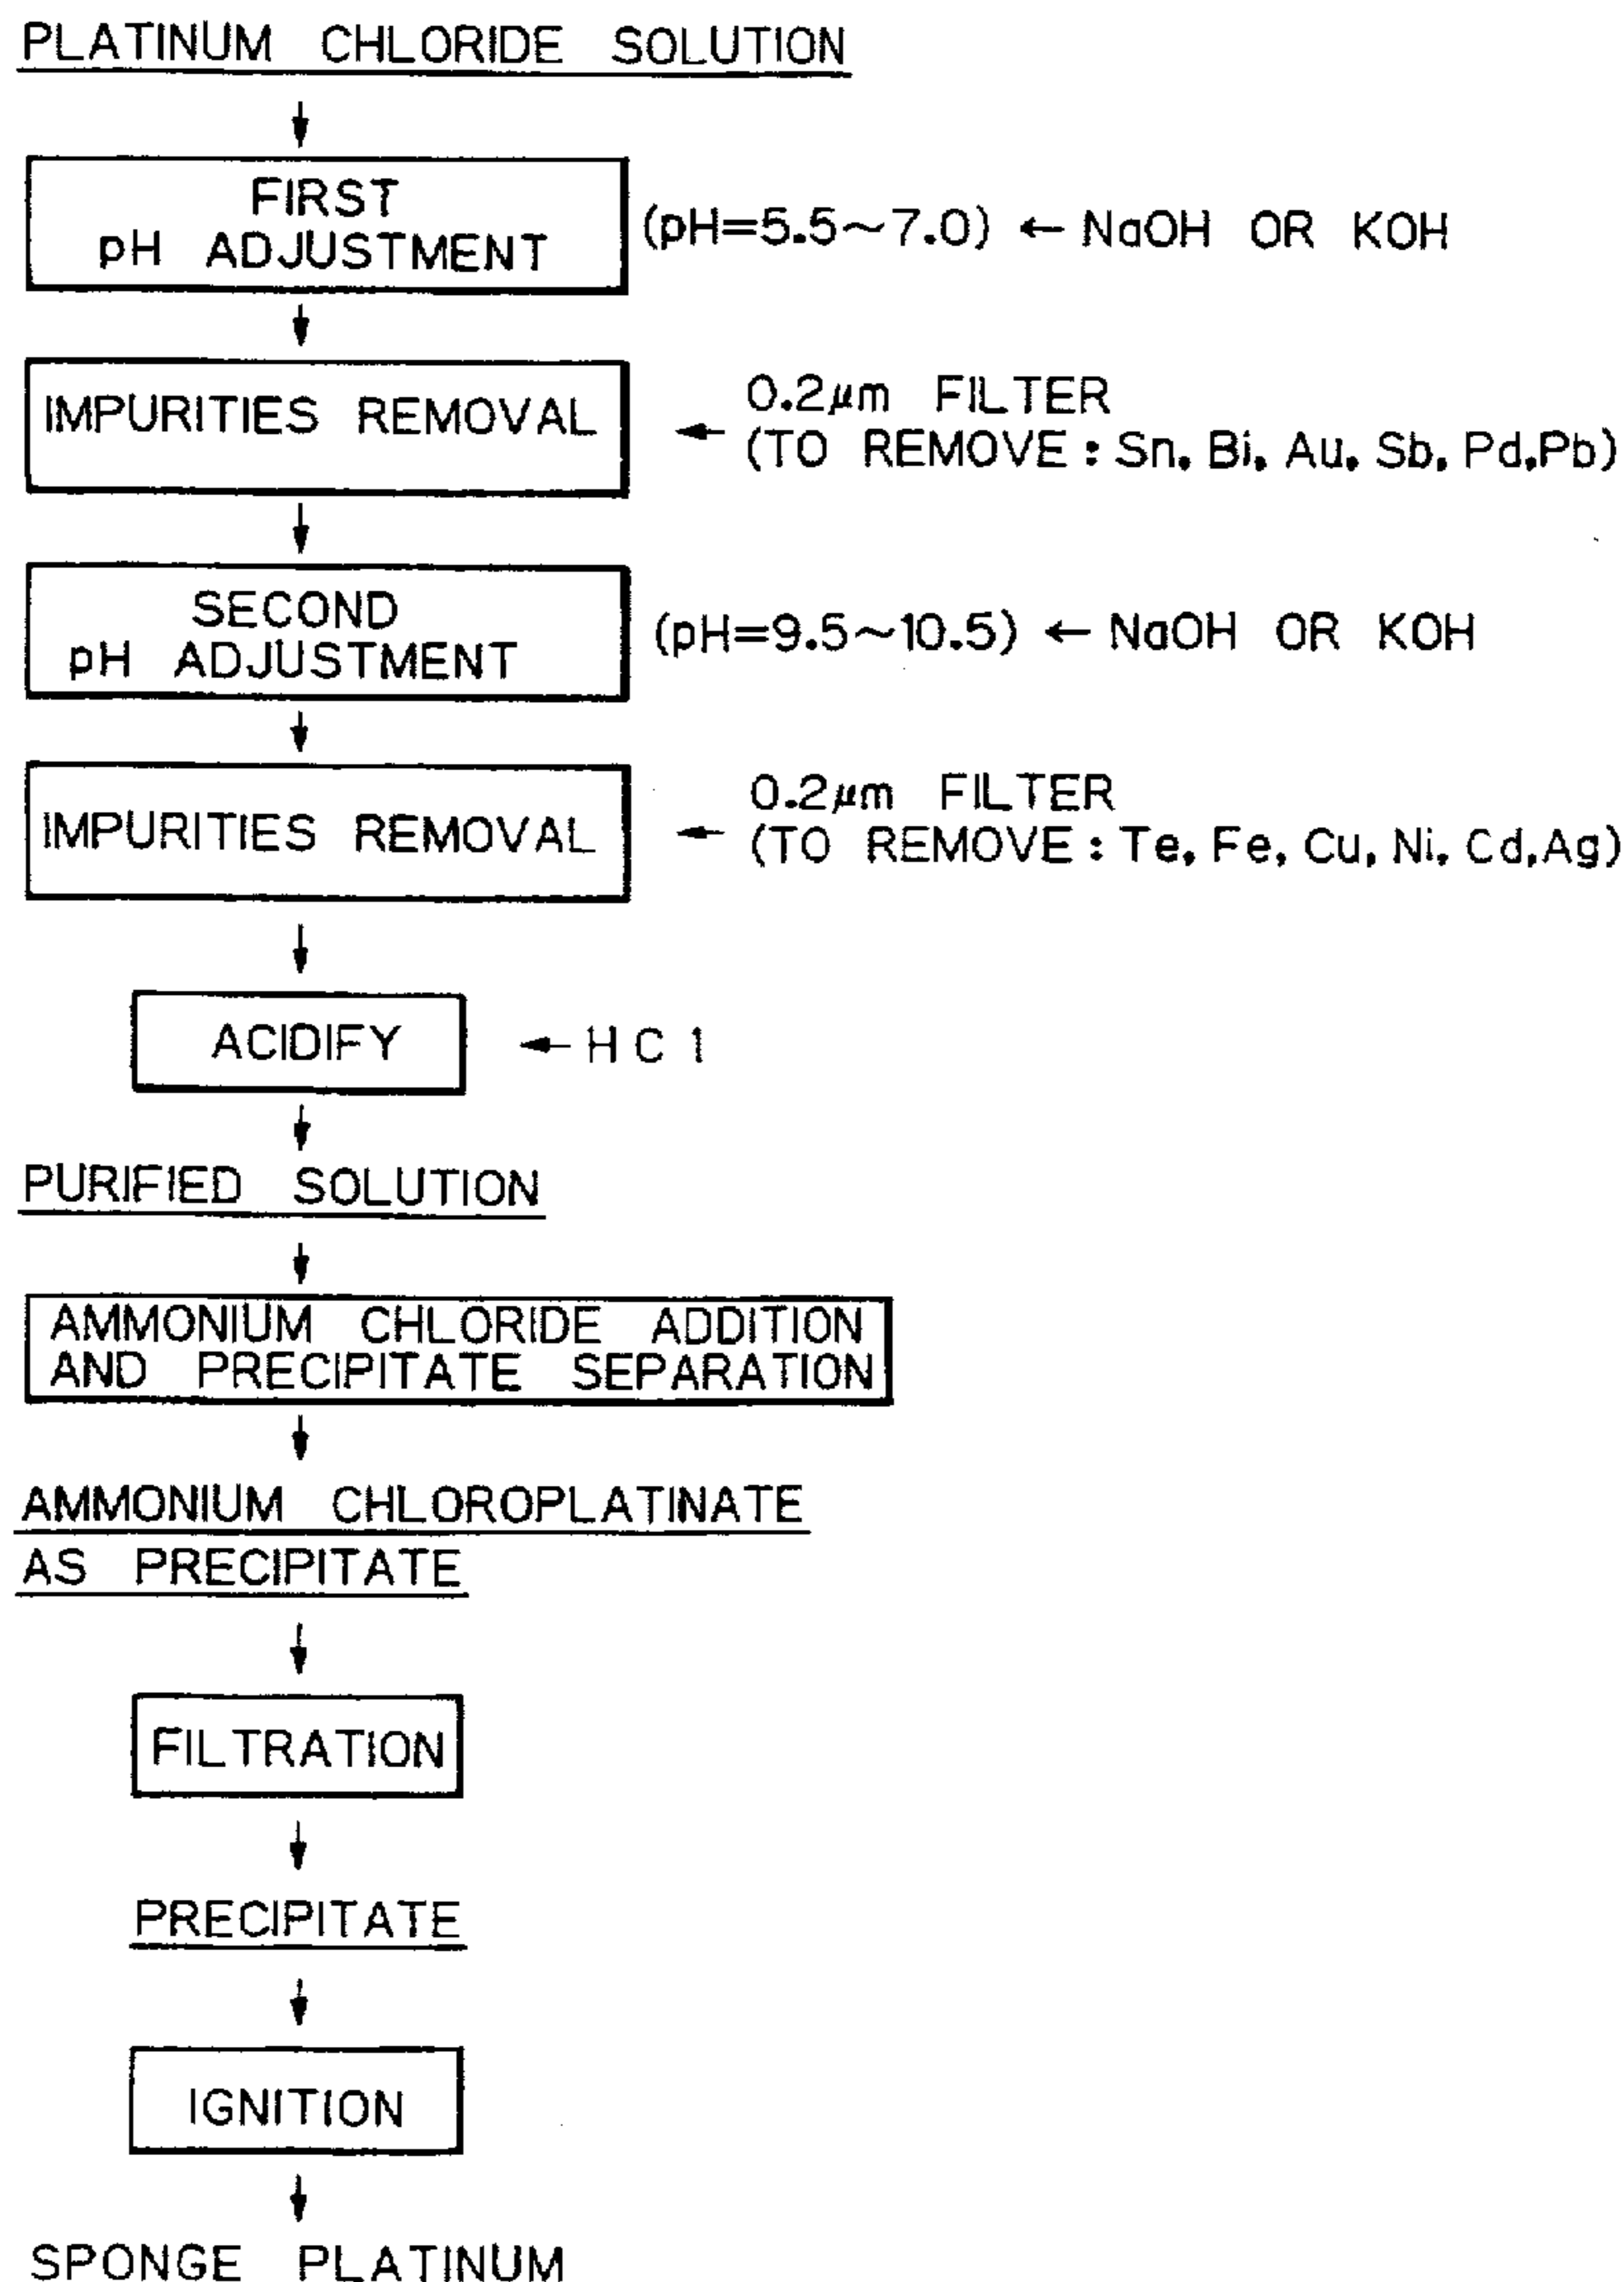 PLATINUM CHLORIDE SOLUTION
FIRST
pH ADJUSTMENT
(pH=5.5~7.0) ← NaOH OR KOH
IMPURITIES REMOVAL
0.2μm FILTER
(TO REMOVE : Sn, Bi, Au, Sb, Pd, Pb)
SECOND
pH ADJUSTMENT
(pH=9.5~10.5) ← NaOH OR KOH
IMPURITIES REMOVAL
0.2μm FILTER
(TO REMOVE : Te, Fe, Cu, Ni, Cd, Ag)
ACIDIFY
← H C 1
PURIFIED SOLUTION
AMMONIUM CHLORIDE ADDITION
AND PRECIPITATE SEPARATION
AMMONIUM CHLOROPLATINATE
AS PRECIPITATE
FILTRATION
PRECIPITATE
IGNITION
SPONGE PLATINUM